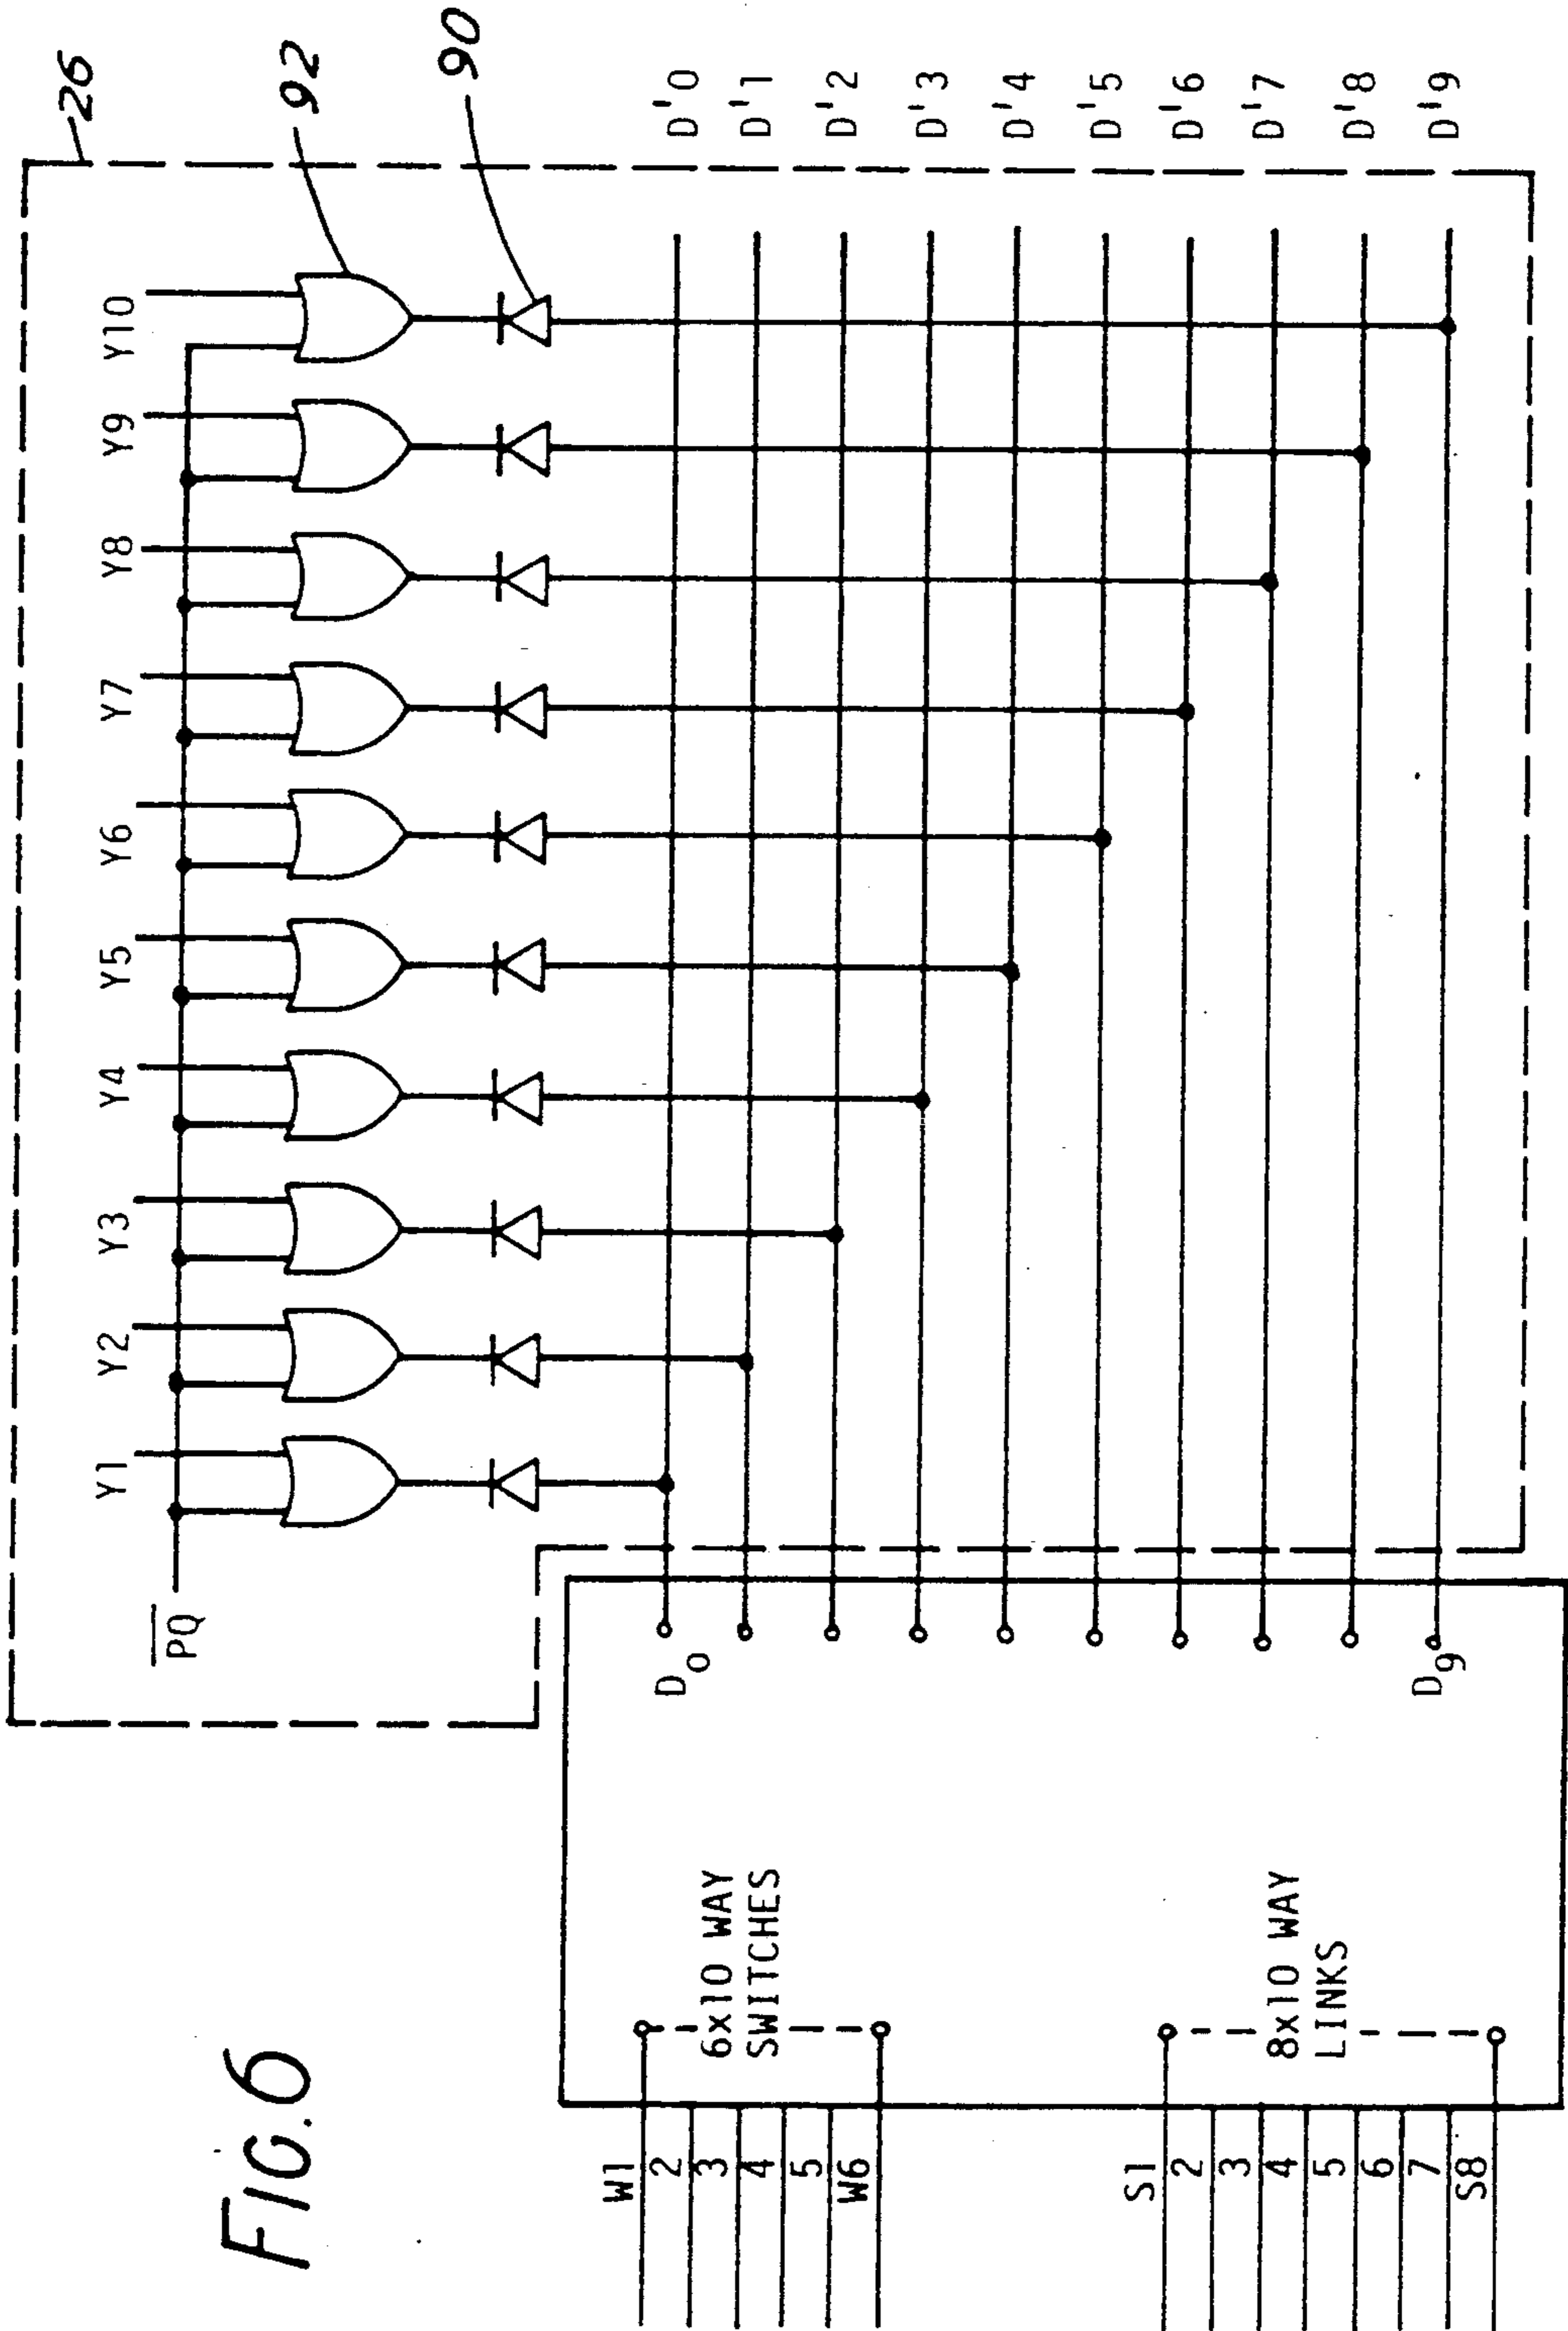 FIG.6
26
92
90
PQ
Y1
Y2
Y3
Y4
Y5
Y6
Y7
Y8
Y9
Y10
D'0
D'1
D'2
D'3
D'4
D'5
D'6
D'7
D'8
D'9
D0
D9
W1
2
3
4
5
W6
6x10 WAY
SWITCHES
S1
2
3
4
5
6
7
S8
8x10 WAY
LINKS